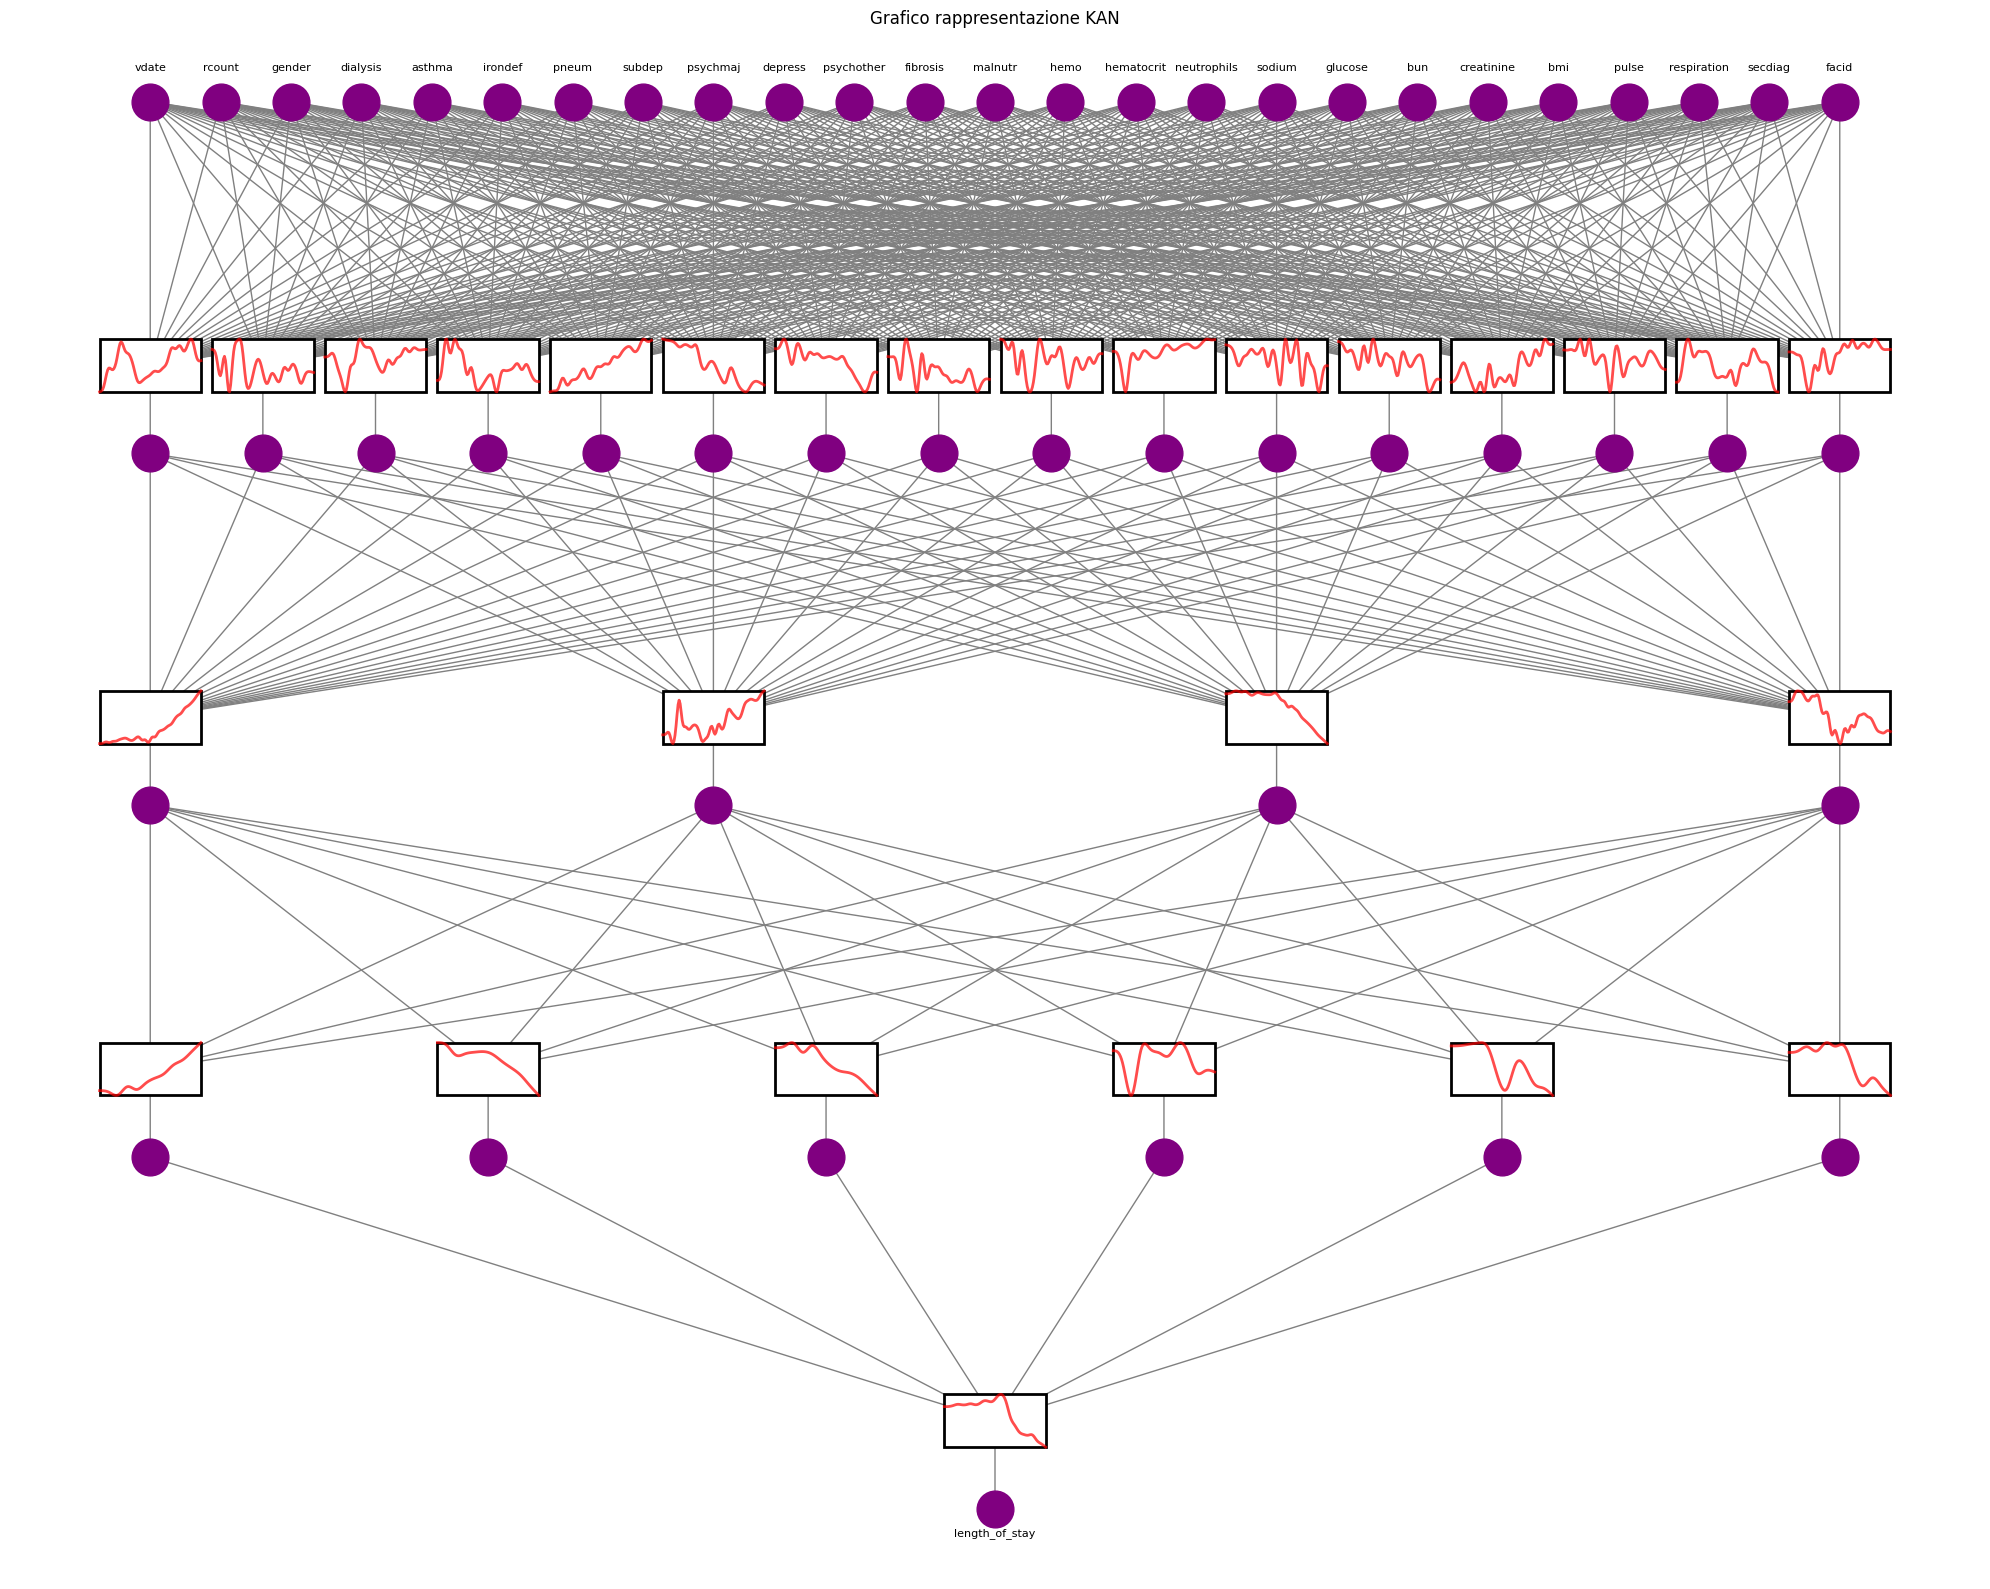 Grafico rappresentazione KAN
vdate rcount gender dialysis asthma irondef pneum subdep psychmaj depress psychother fibrosis malnutr hemo hematocrit neutrophils sodium glucose bun creatinine bmi pulse respiration secdiag facid
length_of_stay